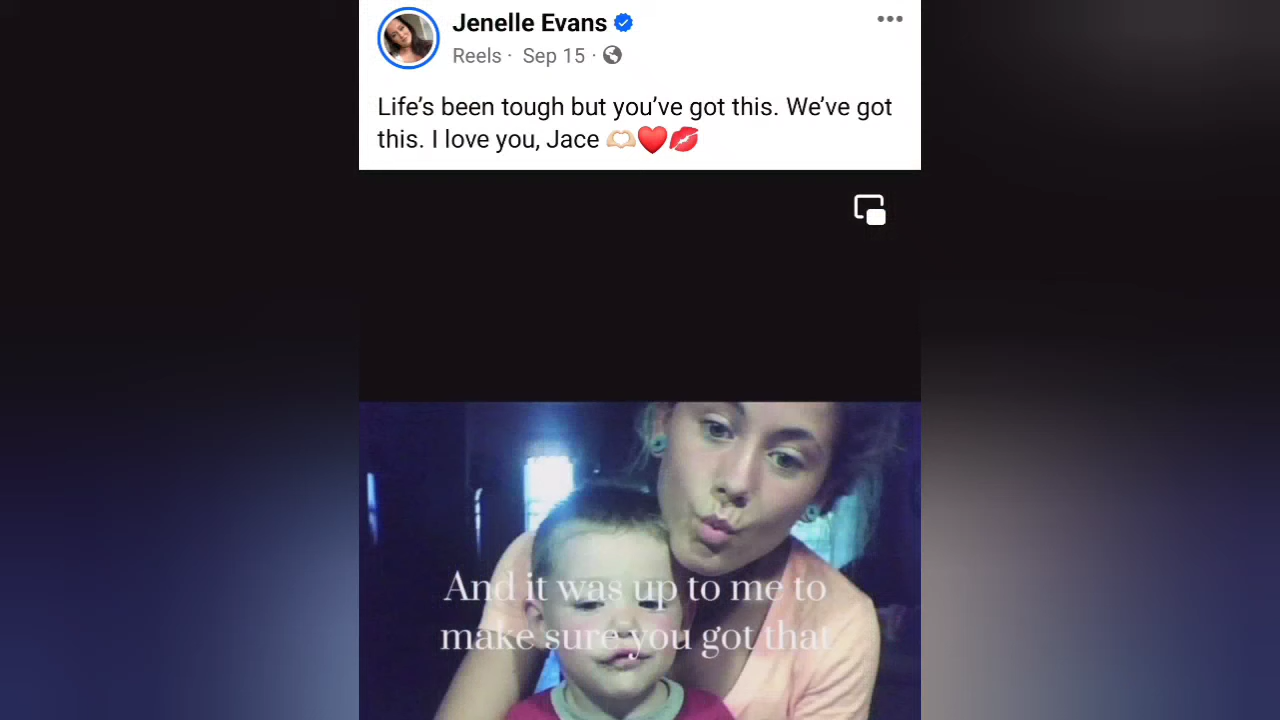 Jenelle Evans
Reels · Sep 15 ·
Life’s been tough but you’ve got this. We’ve got
this. I love you, Jace 🫶🏻❤️💋
And it was up to me to
make sure you got that